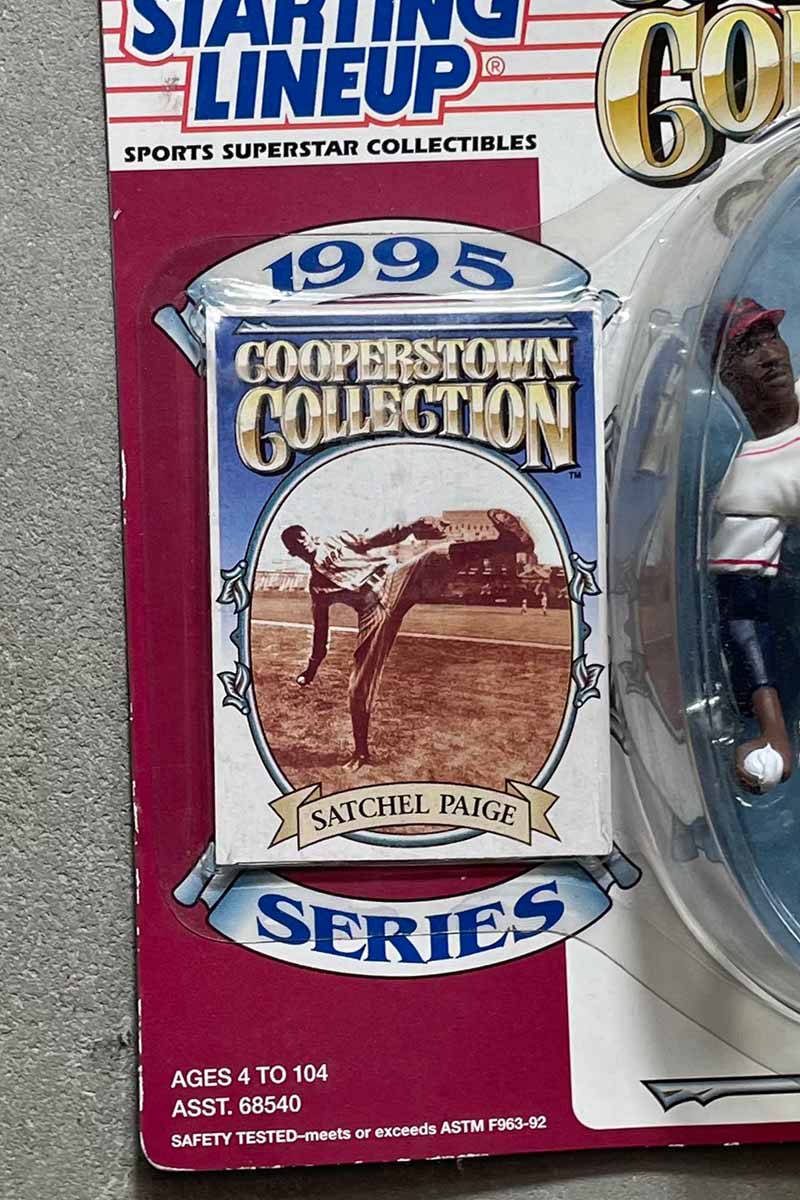 STARTING
LINEUP®
SPORTS SUPERSTAR COLLECTIBLES
1995
COOPERSTOWN
COLLECTION™
SATCHEL PAIGE
SERIES
AGES 4 TO 104
ASST. 68540
SAFETY TESTED–meets or exceeds ASTM F963-92